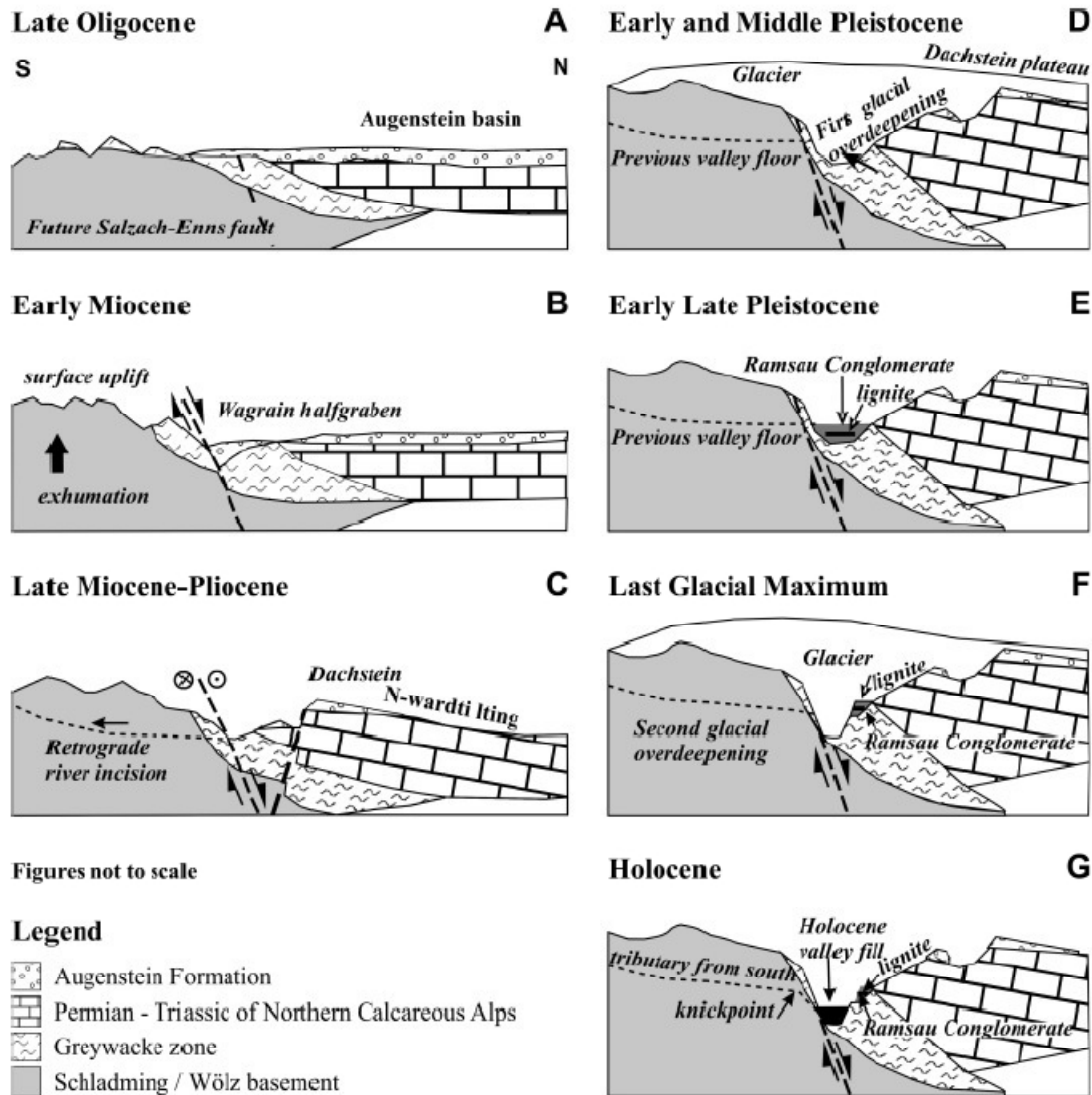 Late Oligocene A
S N
Augenstein basin
Future Salzach-Enns fault
Early Miocene B
surface uplift
Wagrain halfgraben
exhumation
Late Miocene-Pliocene C
Dachstein
N-wardti lting
Retrograde
river incision
Figures not to scale
Legend
Augenstein Formation
Permian - Triassic of Northern Calcareous Alps
Greywacke zone
Schladming / Wölz basement
Early and Middle Pleistocene D
Dachstein plateau
Glacier
Firs glacial
overdeepening
Previous valley floor
Early Late Pleistocene E
Ramsau Conglomerate
lignite
Previous valley floor
Last Glacial Maximum F
Glacier
lignite
Second glacial
overdeepening
Ramsau Conglomerate
Holocene G
Holocene
valley fill
lignite
tributary from south
knickpoint
Ramsau Conglomerate